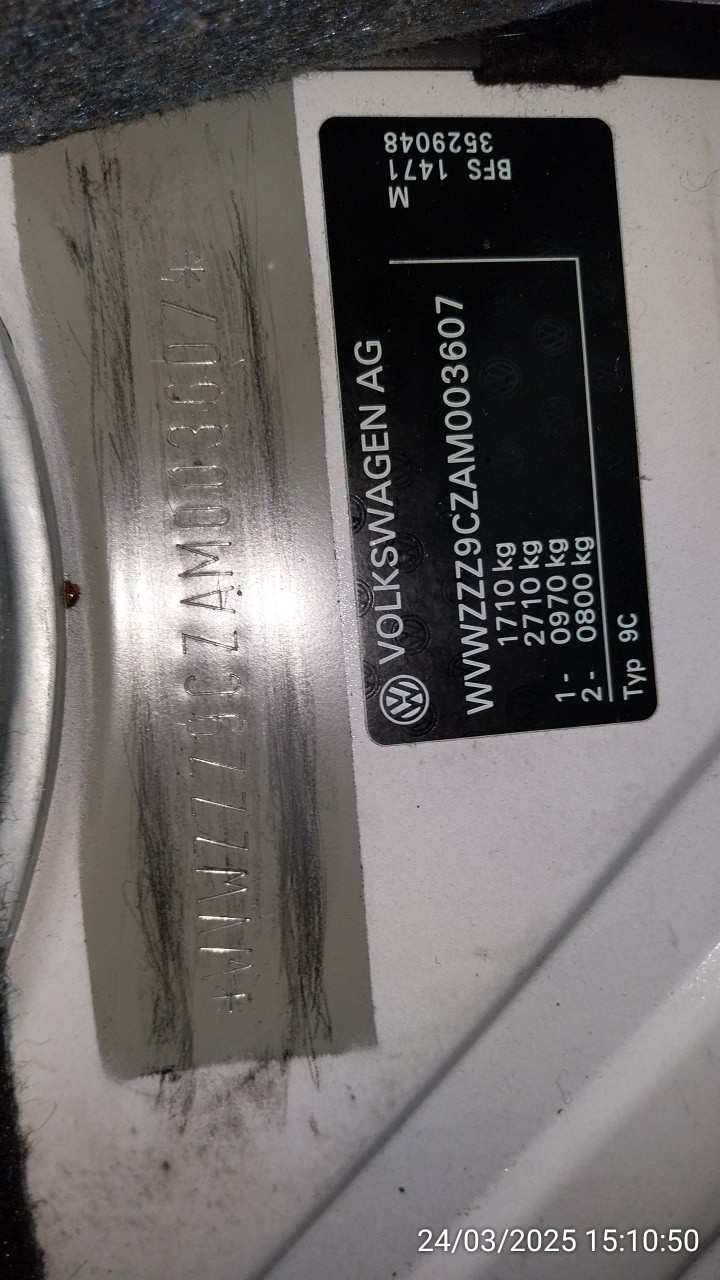 *WVWZZZ9CZAM003607*
VOLKSWAGEN AG
WVWZZZ9CZAM003607
1710 kg
2710 kg
1- 0970 kg
2- 0800 kg
Typ 9C
M
BFS 1471
3529048
24/03/2025 15:10:50